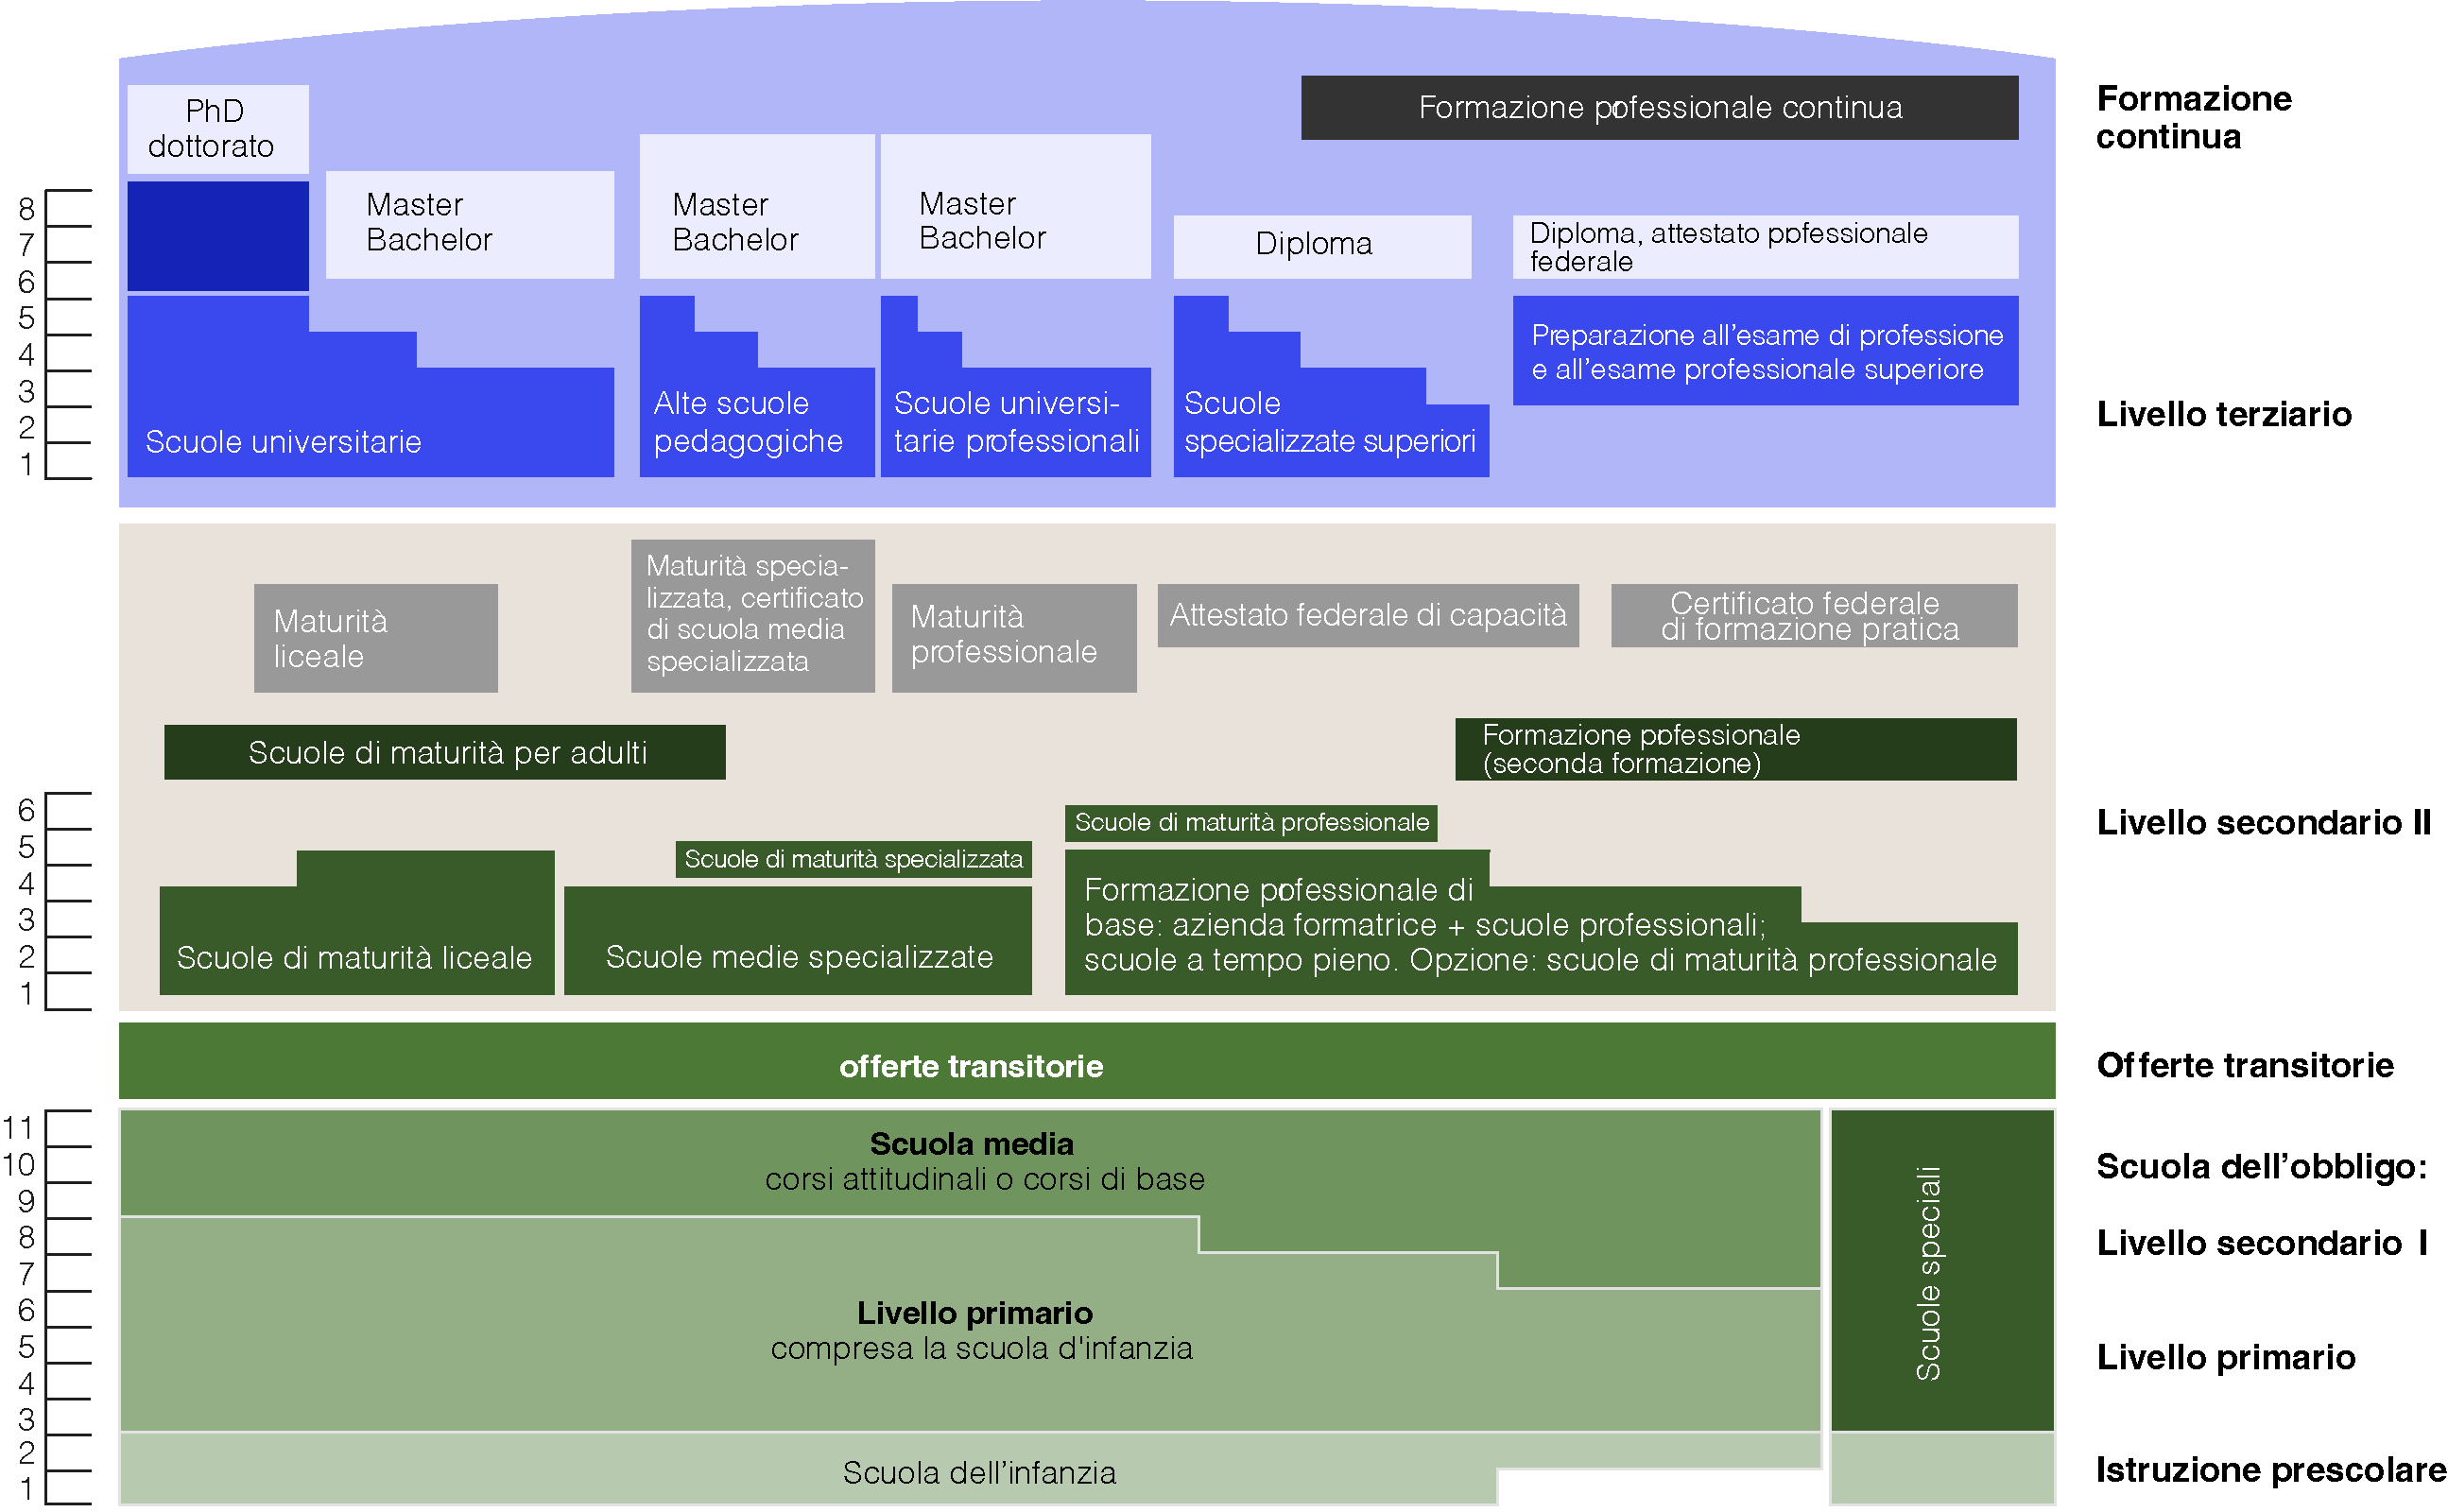 PhD
dottorato
Formazione professionale continua
Formazione
continua
8
7
6
5
4
3
2
1
Master
Bachelor
Master
Bachelor
Master
Bachelor
Diploma
Diploma, attestato professionale
federale
Scuole universitarie
Alte scuole
pedagogiche
Scuole universi-
tarie professionali
Scuole
specializzate superiori
Preparazione all'esame di professione
e all'esame professionale superiore
Livello terziario
Maturità
liceale
Maturità specia-
lizzata, certificato
di scuola media
specializzata
Maturità
professionale
Attestato federale di capacità
Certificato federale
di formazione pratica
Scuole di maturità per adulti
Formazione professionale
(seconda formazione)
6
5
4
3
2
1
Scuole di maturità professionale
Scuole di maturità specializzata
Scuole di maturità liceale
Scuole medie specializzate
Formazione professionale di
base: azienda formatrice + scuole professionali;
scuole a tempo pieno. Opzione: scuole di maturità professionale
Livello secondario II
offerte transitorie
Offerte transitorie
11
10
9
8
7
6
5
4
3
2
1
Scuola media
corsi attitudinali o corsi di base
Livello primario
compresa la scuola d'infanzia
Scuola dell'infanzia
Scuole speciali
Scuola dell'obbligo:
Livello secondario I
Livello primario
Istruzione prescolare